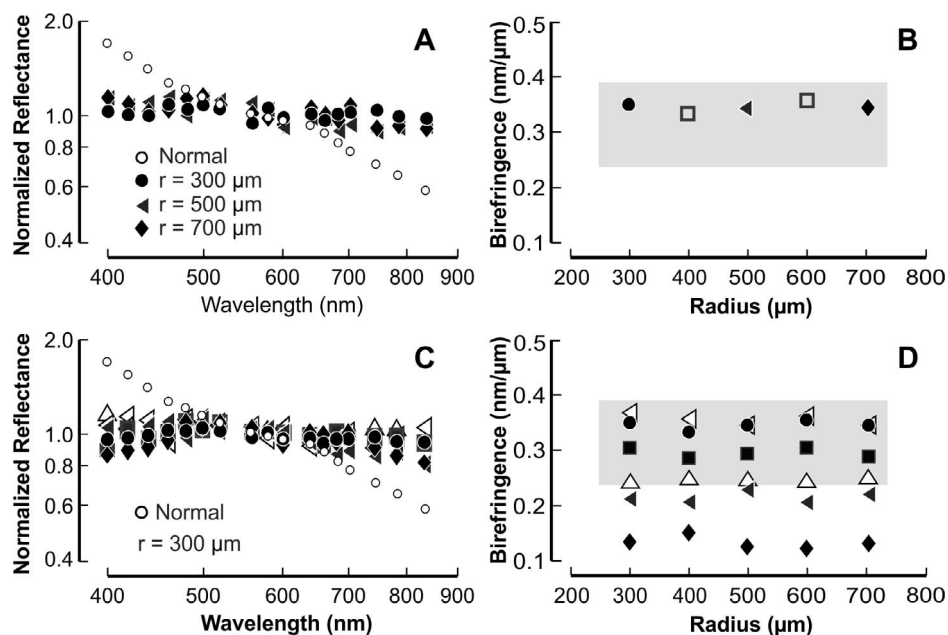 A
Normalized Reflectance
2.0
1.0
0.8
0.6
0.4
Normal
r = 300 µm
r = 500 µm
r = 700 µm
400 500 600 700 800 900
Wavelength (nm)
B
Birefringence (nm/µm)
0.5
0.4
0.3
0.2
0.1
200 300 400 500 600 700 800
Radius (µm)
C
Normalized Reflectance
2.0
1.0
0.8
0.6
0.4
Normal
r = 300 µm
400 500 600 700 800 900
Wavelength (nm)
D
Birefringence (nm/µm)
0.5
0.4
0.3
0.2
0.1
200 300 400 500 600 700 800
Radius (µm)